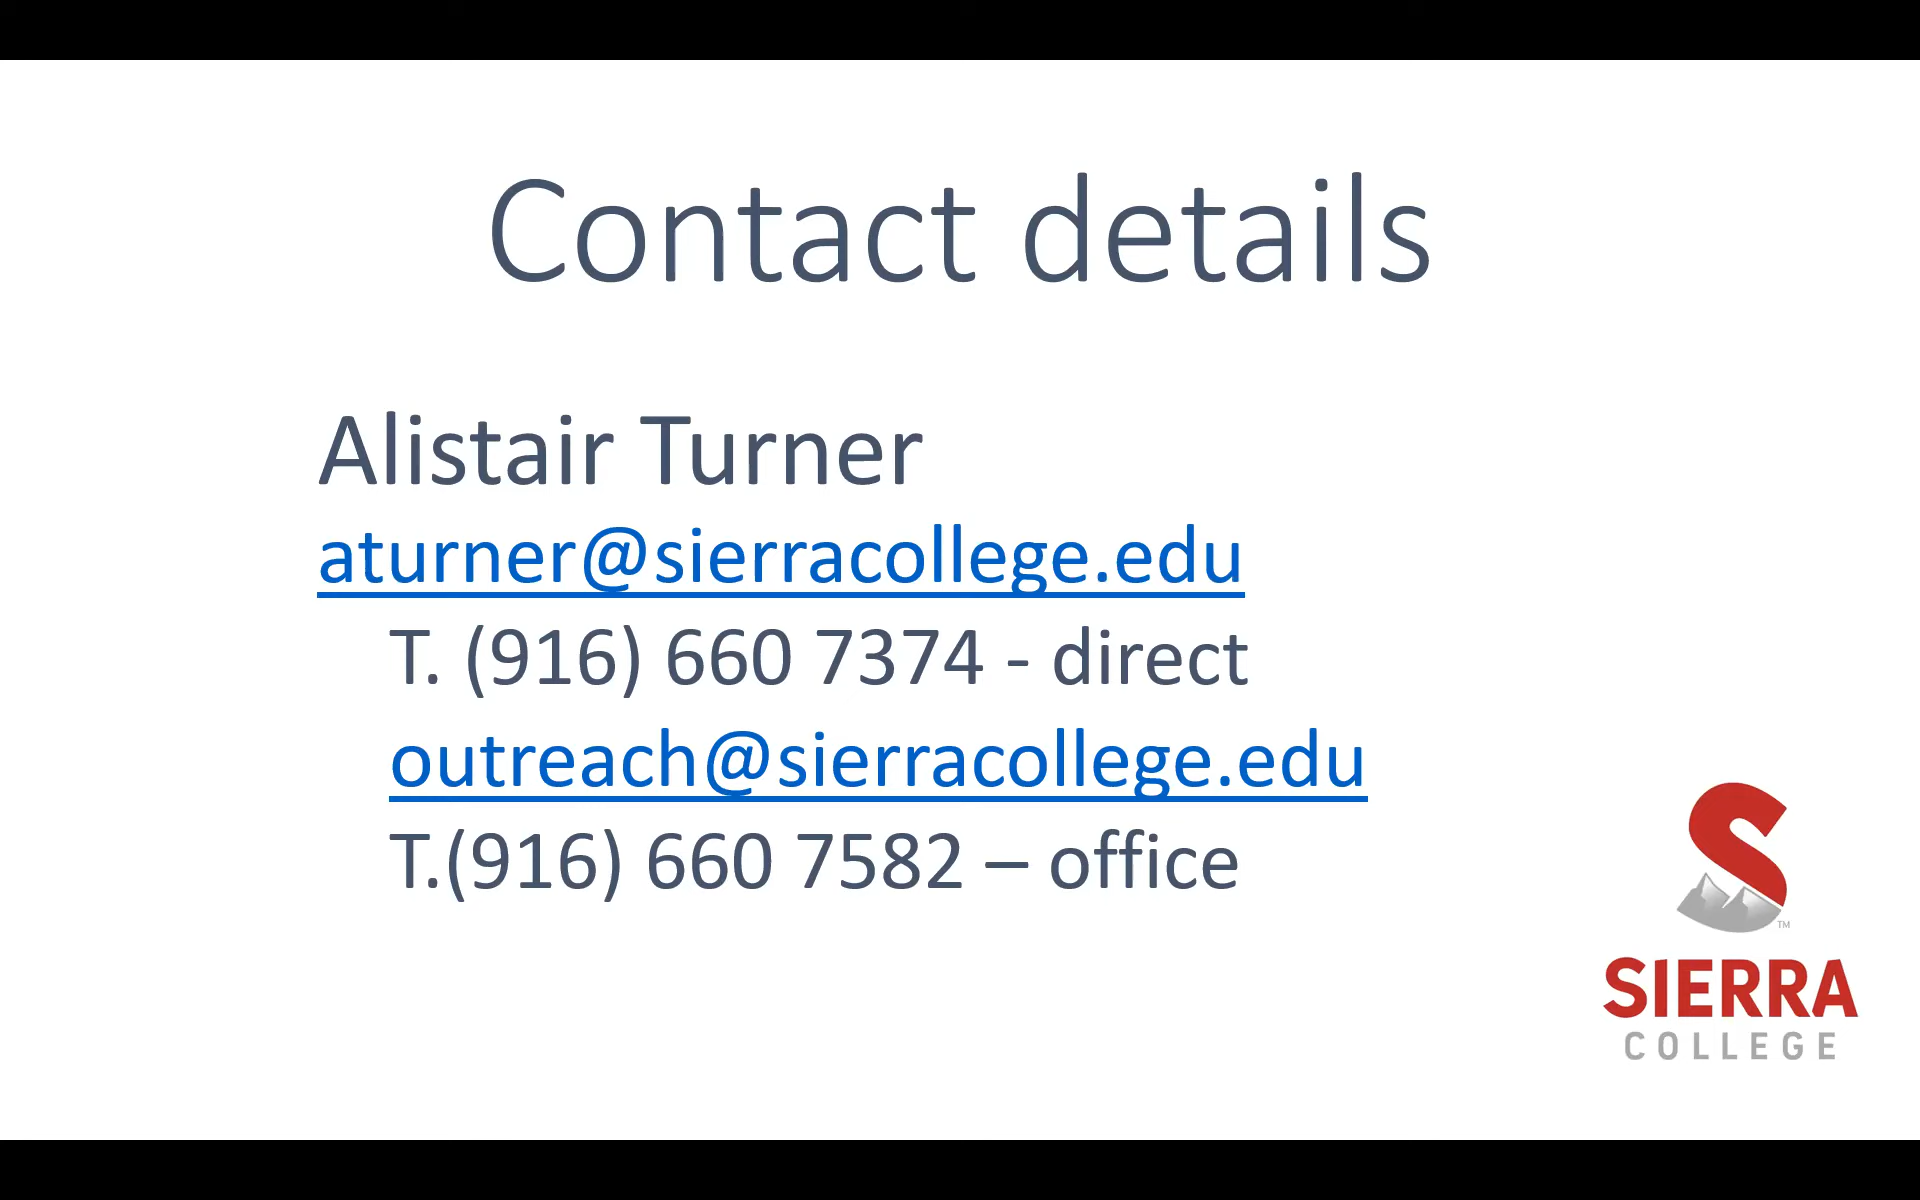 Contact details
Alistair Turner
aturner@sierracollege.edu
T. (916) 660 7374 - direct
outreach@sierracollege.edu
T.(916) 660 7582 – office
TM
SIERRA
COLLEGE